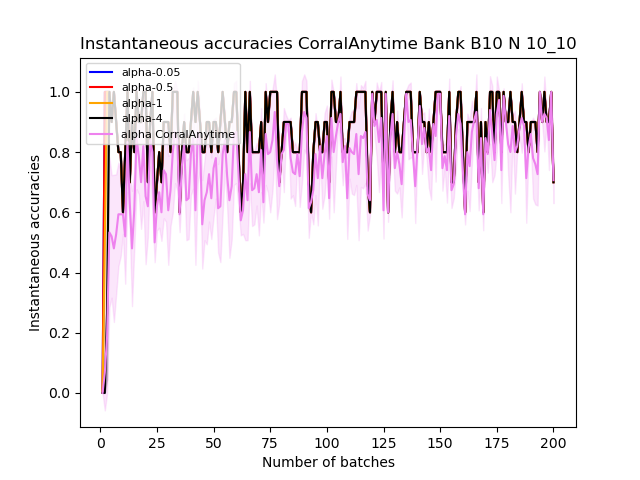 Instantaneous accuracies CorralAnytime Bank B10 N 10_10
alpha-0.05
alpha-0.5
alpha-1
alpha-4
alpha CorralAnytime
1.0
0.8
0.6
0.4
0.2
0.0
Instantaneous accuracies
0 25 50 75 100 125 150 175 200
Number of batches